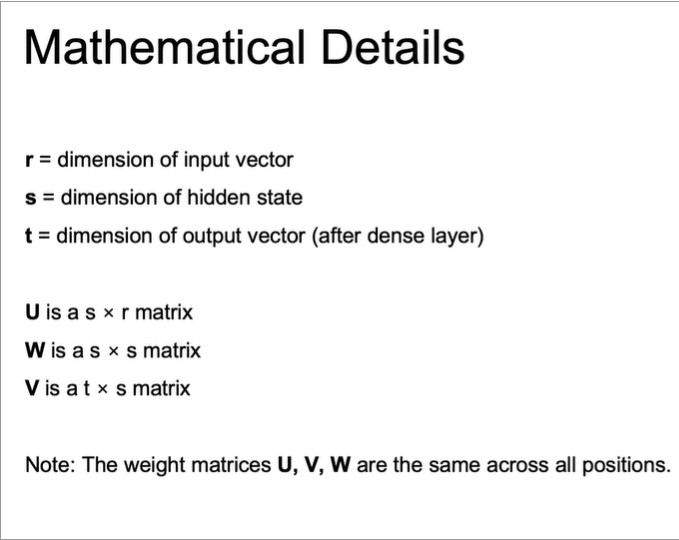 Mathematical Details
r = dimension of input vector
s = dimension of hidden state
t = dimension of output vector (after dense layer)
U is a s × r matrix
W is a s × s matrix
V is a t × s matrix
Note: The weight matrices U, V, W are the same across all positions.